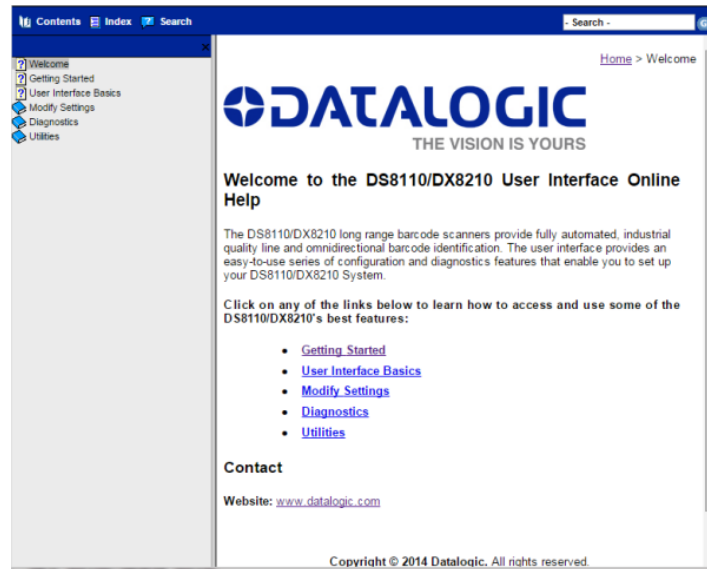 Contents Index Search
- Search -
Welcome
Getting Started
User Interface Basics
Modify Settings
Diagnostics
Utilities
Home > Welcome
DATALOGIC
THE VISION IS YOURS
Welcome to the DS8110/DX8210 User Interface Online
Help
The DS8110/DX8210 long range barcode scanners provide fully automated, industrial
quality line and omnidirectional barcode identification. The user interface provides an
easy-to-use series of configuration and diagnostics features that enable you to set up
your DS8110/DX8210 System.
Click on any of the links below to learn how to access and use some of the
DS8110/DX8210's best features:
• Getting Started
• User Interface Basics
• Modify Settings
• Diagnostics
• Utilities
Contact
Website: www.datalogic.com
Copyright © 2014 Datalogic. All rights reserved.